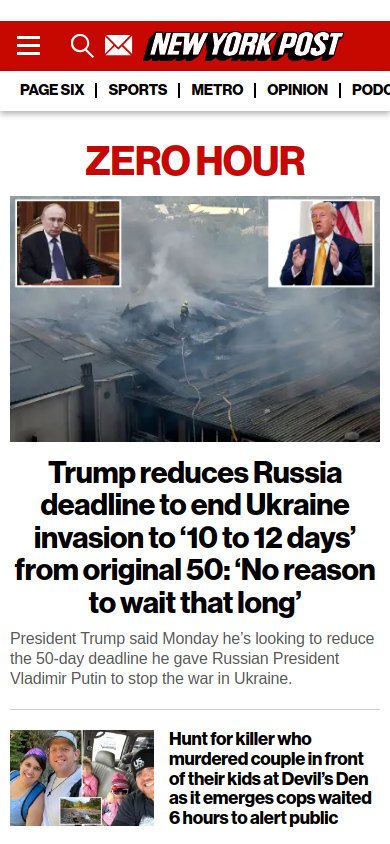 NEW YORK POST
PAGE SIX | SPORTS | METRO | OPINION | PODC
ZERO HOUR
Trump reduces Russia
deadline to end Ukraine
invasion to ‘10 to 12 days’
from original 50: ‘No reason
to wait that long’
President Trump said Monday he’s looking to reduce
the 50-day deadline he gave Russian President
Vladimir Putin to stop the war in Ukraine.
Hunt for killer who
murdered couple in front
of their kids at Devil’s Den
as it emerges cops waited
6 hours to alert public